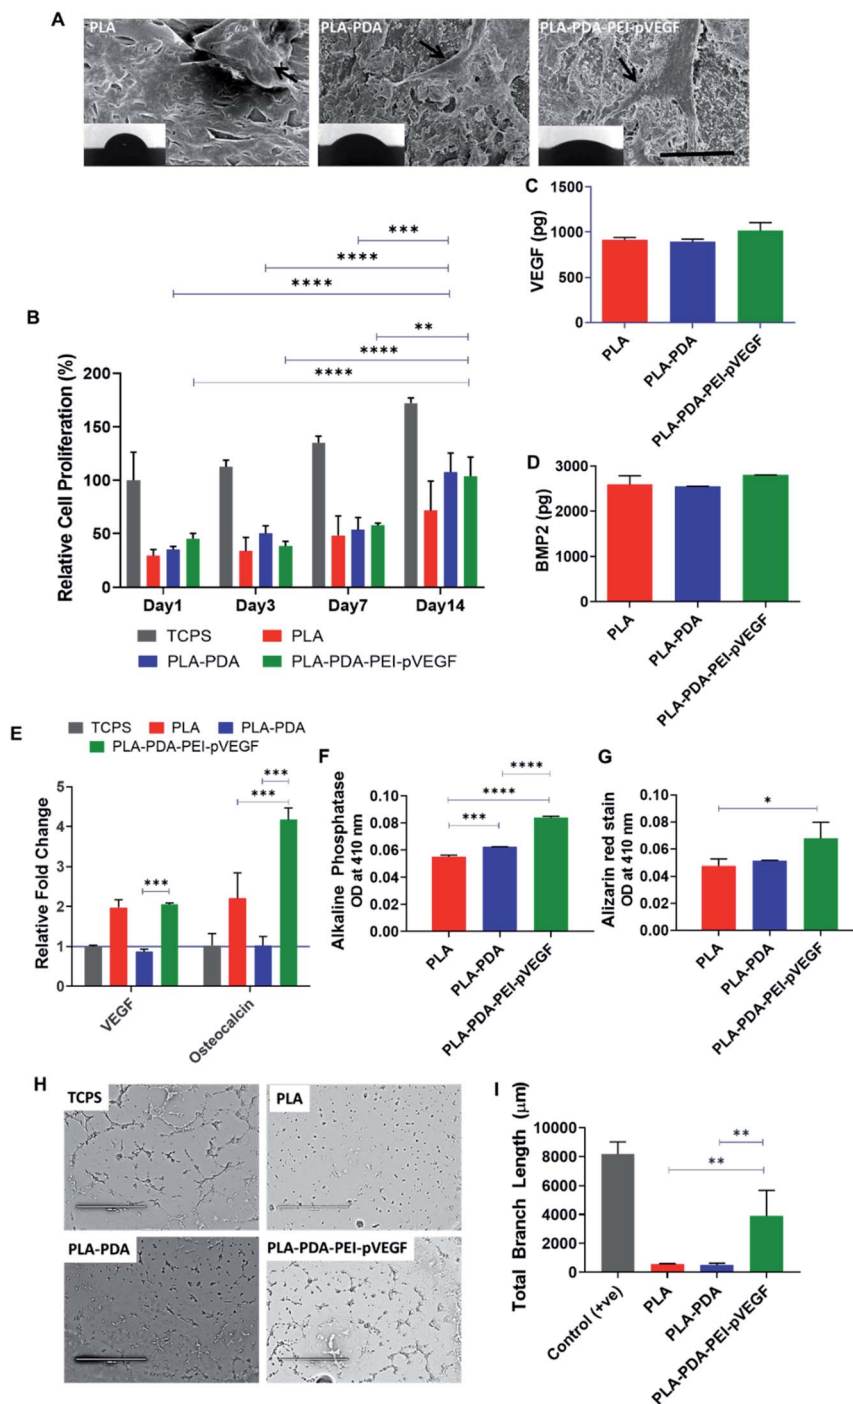 A
PLA
PLA-PDA
PLA-PDA-PEI-pVEGF
C
VEGF (pg)
1500
1000
500
0
PLA
PLA-PDA
PLA-PDA-PEI-pVEGF
B
***
****
****
**
****
****
Relative Cell Proliferation (%)
200
150
100
50
0
Day1
Day3
Day7
Day14
TCPS
PLA
PLA-PDA
PLA-PDA-PEI-pVEGF
D
BMP2 (pg)
3000
2000
1000
0
PLA
PLA-PDA
PLA-PDA-PEI-pVEGF
E
TCPS
PLA
PLA-PDA
PLA-PDA-PEI-pVEGF
Relative Fold Change
5
4
3
2
1
0
***
***
***
VEGF
Osteocalcin
F
Alkaline Phosphatase
OD at 410 nm
0.10
0.08
0.06
0.04
0.02
0.00
****
****
***
PLA
PLA-PDA
PLA-PDA-PEI-pVEGF
G
Alizarin red stain
OD at 410 nm
0.10
0.08
0.06
0.04
0.02
0.00
*
PLA
PLA-PDA
PLA-PDA-PEI-pVEGF
H
TCPS
PLA
PLA-PDA
PLA-PDA-PEI-pVEGF
I
Total Branch Length (μm)
10000
8000
6000
4000
2000
0
**
**
Control (+ve)
PLA
PLA-PDA
PLA-PDA-PEI-pVEGF